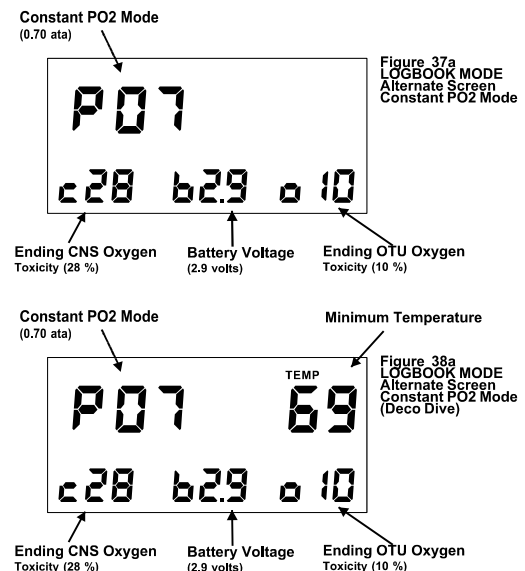 Constant PO2 Mode
(0.70 ata)
Figure 37a
LOGBOOK MODE
Alternate Screen
Constant PO2 Mode
P07
c28 b2.9 o 10
Ending CNS Oxygen
Toxicity (28 %)
Battery Voltage
(2.9 volts)
Ending OTU Oxygen
Toxicity (10 %)
Constant PO2 Mode
(0.70 ata)
Minimum Temperature
Figure 38a
LOGBOOK MODE
Alternate Screen
Constant PO2 Mode
(Deco Dive)
TEMP
P07 69
c28 b2.9 o 10
Ending CNS Oxygen
Toxicity (28 %)
Battery Voltage
(2.9 volts)
Ending OTU Oxygen
Toxicity (10 %)